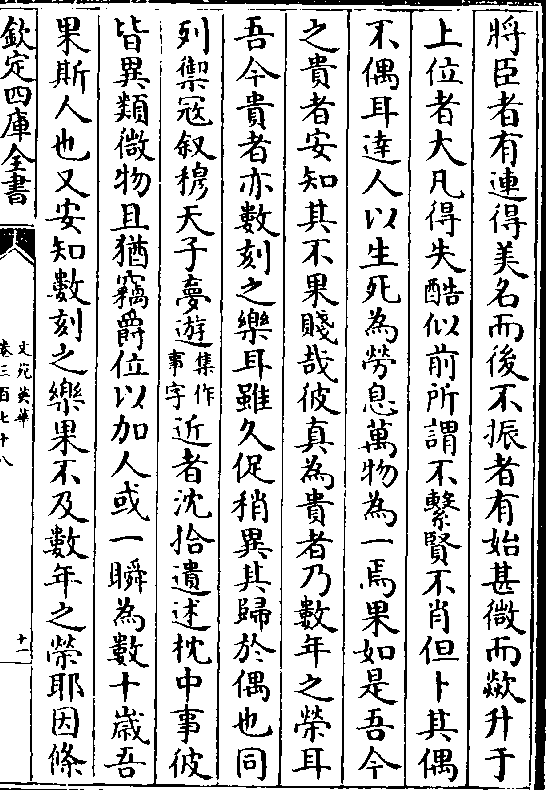 將臣者有連得美名而後不振者有始甚微而歘升于
上位者大凡得失酷似前所謂不繫賢不肖但卜其偶
不偶耳達人以生死為勞息萬物為一焉果如是吾今
之貴者安知其不果賤哉彼真為貴者乃數年之榮耳
吾今貴者亦數刻之樂耳雖久促稍異其歸於偶也同
列禦冦叙穆天子夢遊集作事字近者沈拾遺述枕中事彼
皆異類微物且猶竊爵位以加人或一瞬為數十歳吾
果斯人也又安知數刻之樂果不及數年之榮耶因條
欽定四庫全書
文苑英華
卷三百七十八
十一